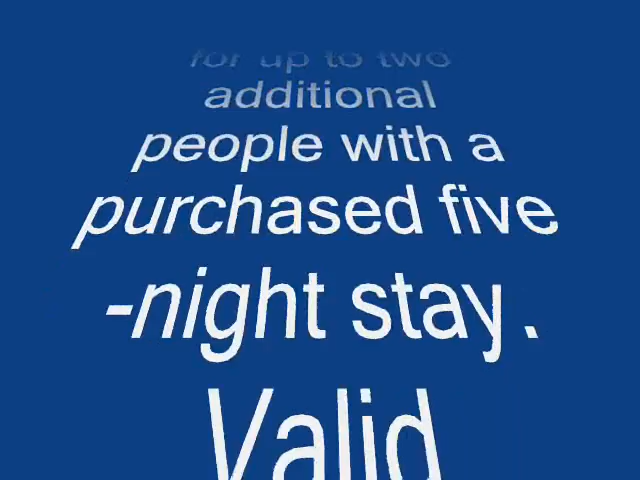 for up to two
additional
people with a
purchased five
-night stay.
Valid